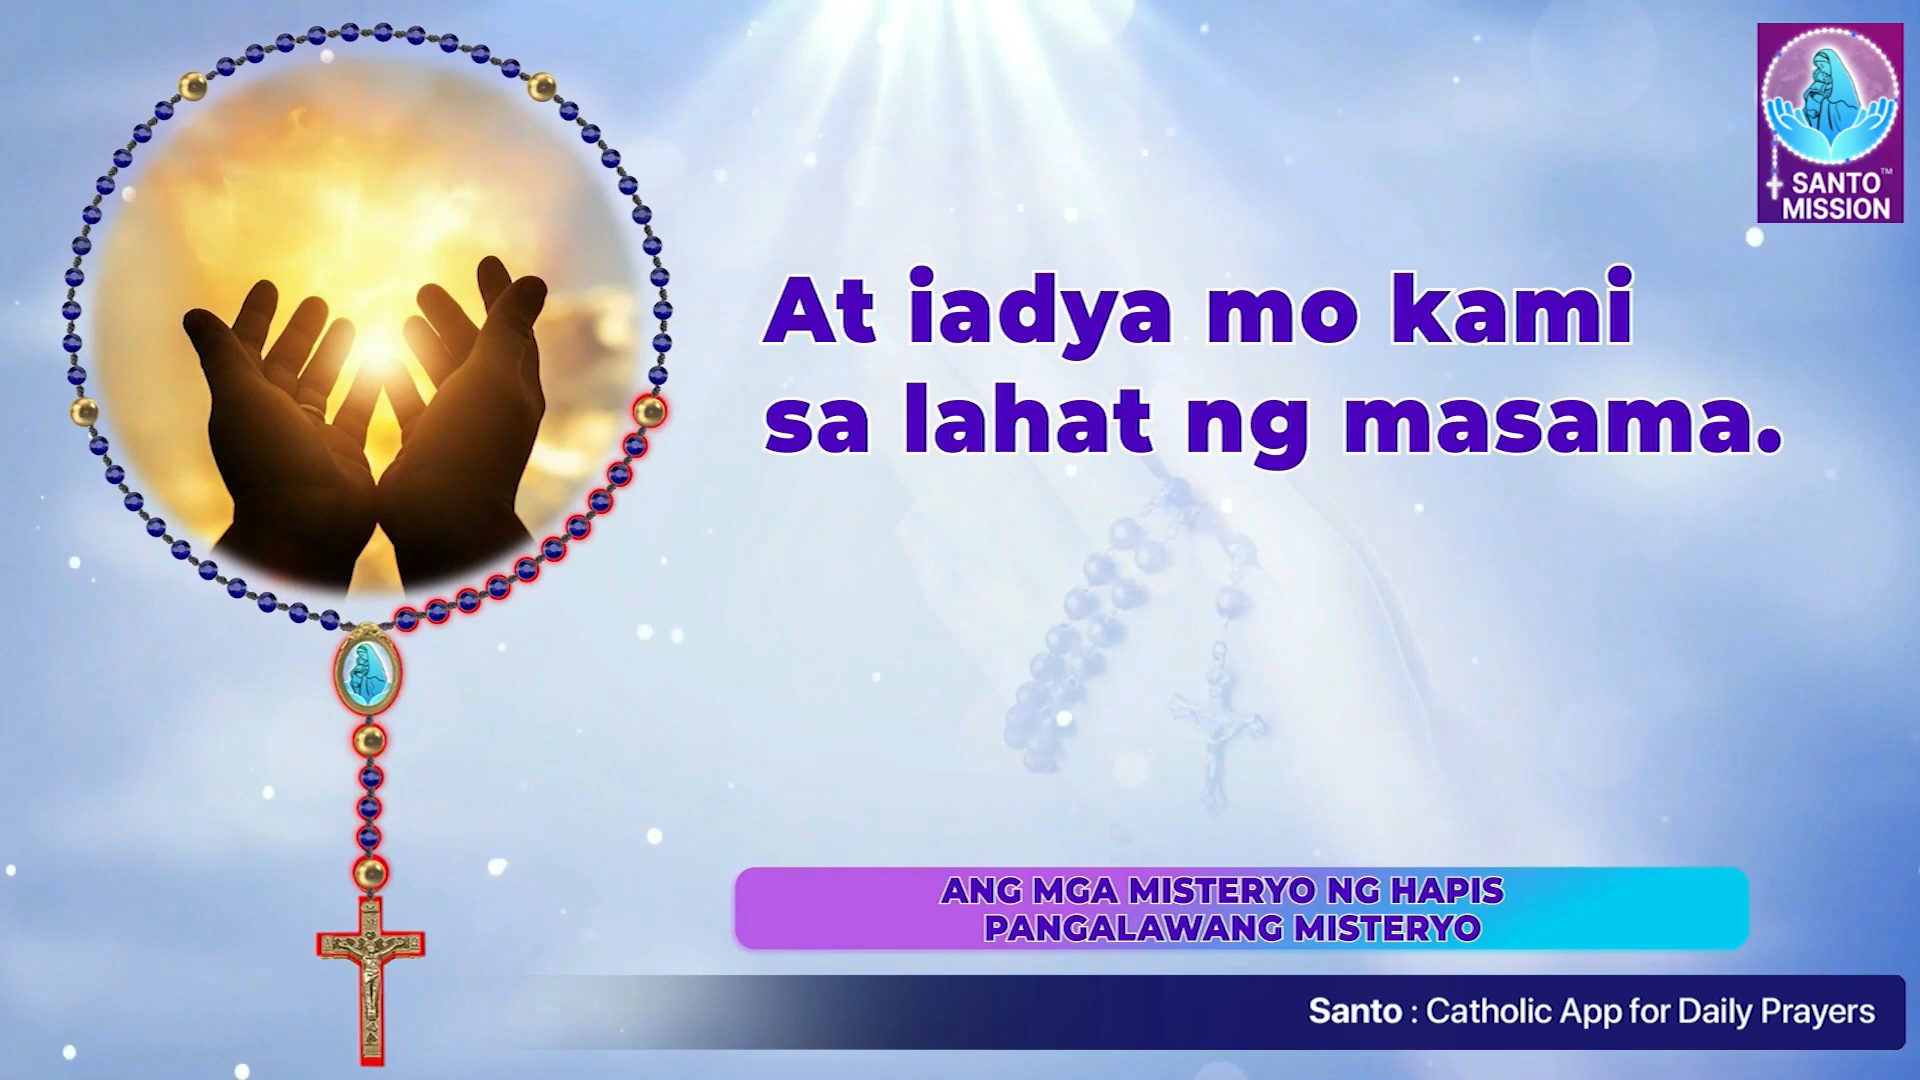 SANTO™
MISSION
At iadya mo kami
sa lahat ng masama.
ANG MGA MISTERYO NG HAPIS
PANGALAWANG MISTERYO
Santo : Catholic App for Daily Prayers